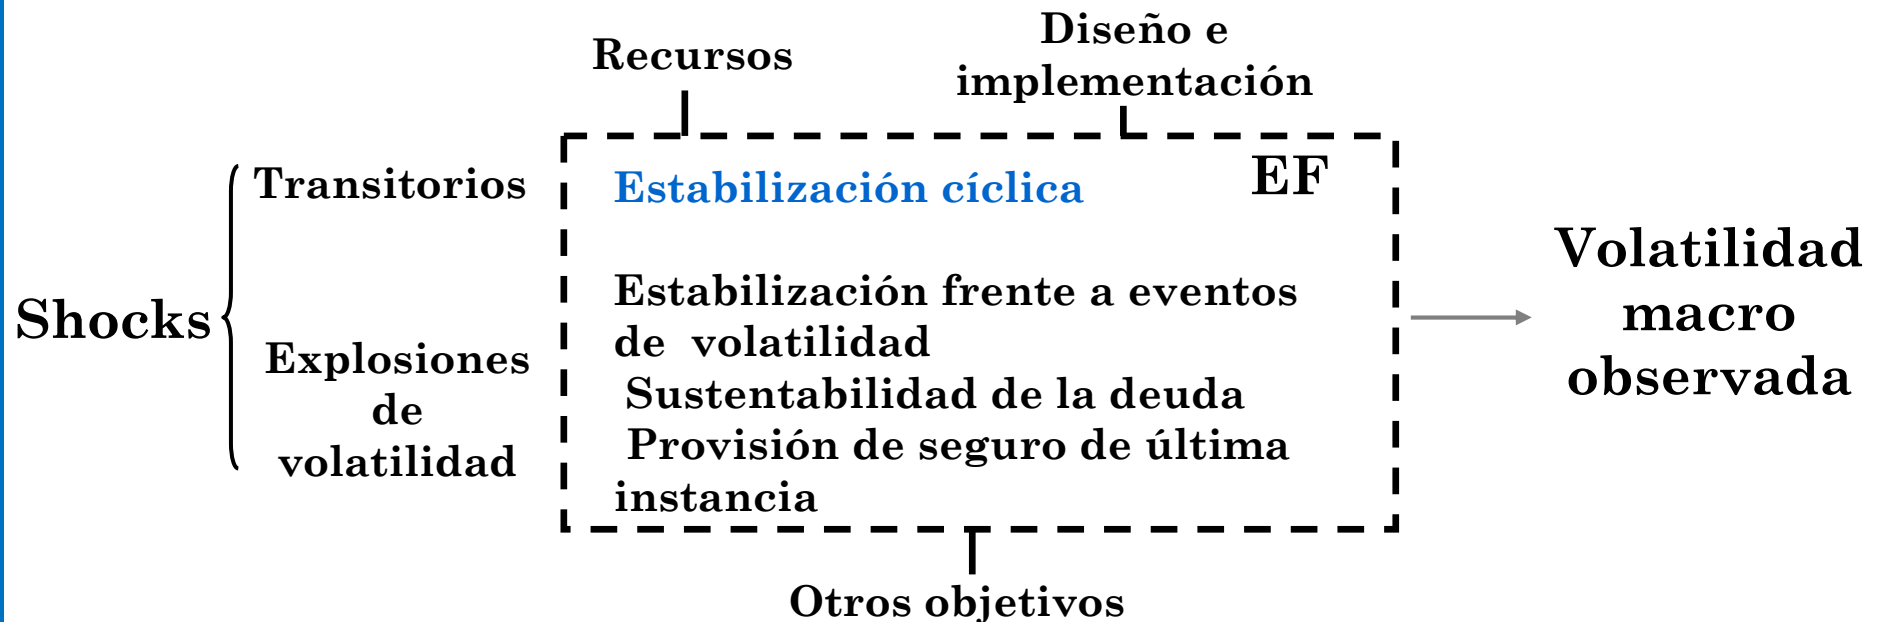 Recursos
Diseño e
implementación
Shocks
Transitorios
Explosiones
de
volatilidad
EF
Estabilización cíclica
Estabilización frente a eventos
de volatilidad
Sustentabilidad de la deuda
Provisión de seguro de última
instancia
Volatilidad
macro
observada
Otros objetivos